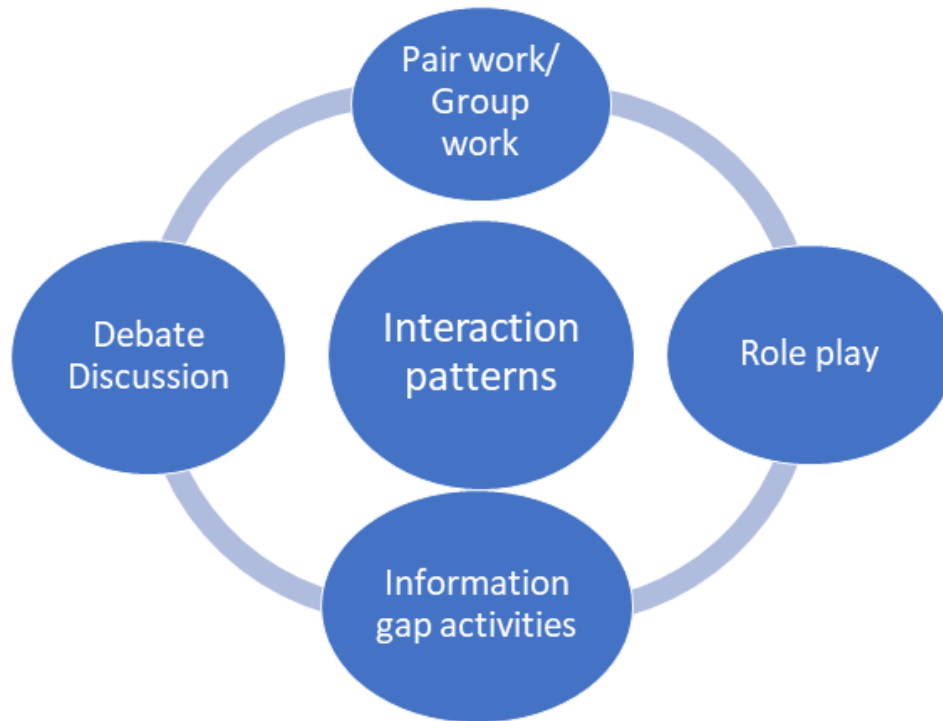 Pair work/
Group
work
Debate
Discussion
Interaction
patterns
Role play
Information
gap activities